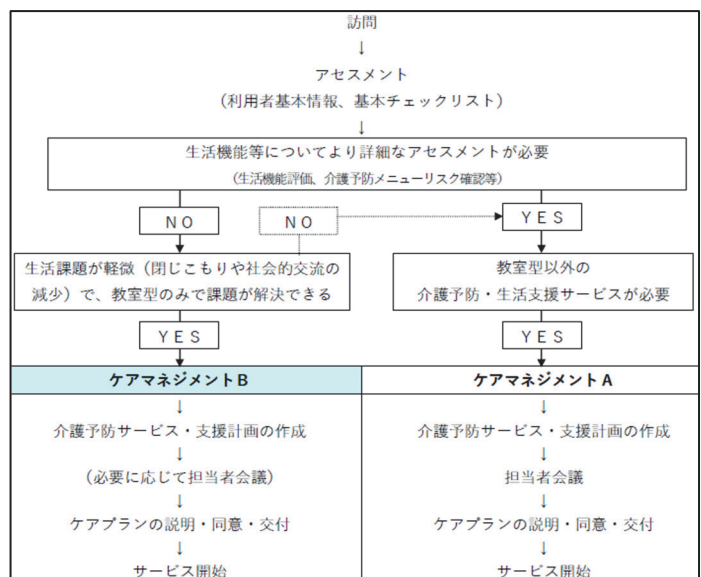 訪問
↓
アセスメント
（利用者基本情報、基本チェックリスト）
↓
生活機能等についてより詳細なアセスメントが必要
（生活機能評価、介護予防メニューリスク確認等）
NO
NO
YES
生活課題が軽微（閉じこもりや社会的交流の
減少）で、教室型のみで課題が解決できる
教室型以外の
介護予防・生活支援サービスが必要
YES
YES
ケアマネジメントB
ケアマネジメントA
↓
介護予防サービス・支援計画の作成
↓
（必要に応じて担当者会議）
↓
ケアプランの説明・同意・交付
↓
サービス開始
↓
介護予防サービス・支援計画の作成
↓
担当者会議
↓
ケアプランの説明・同意・交付
↓
サービス開始